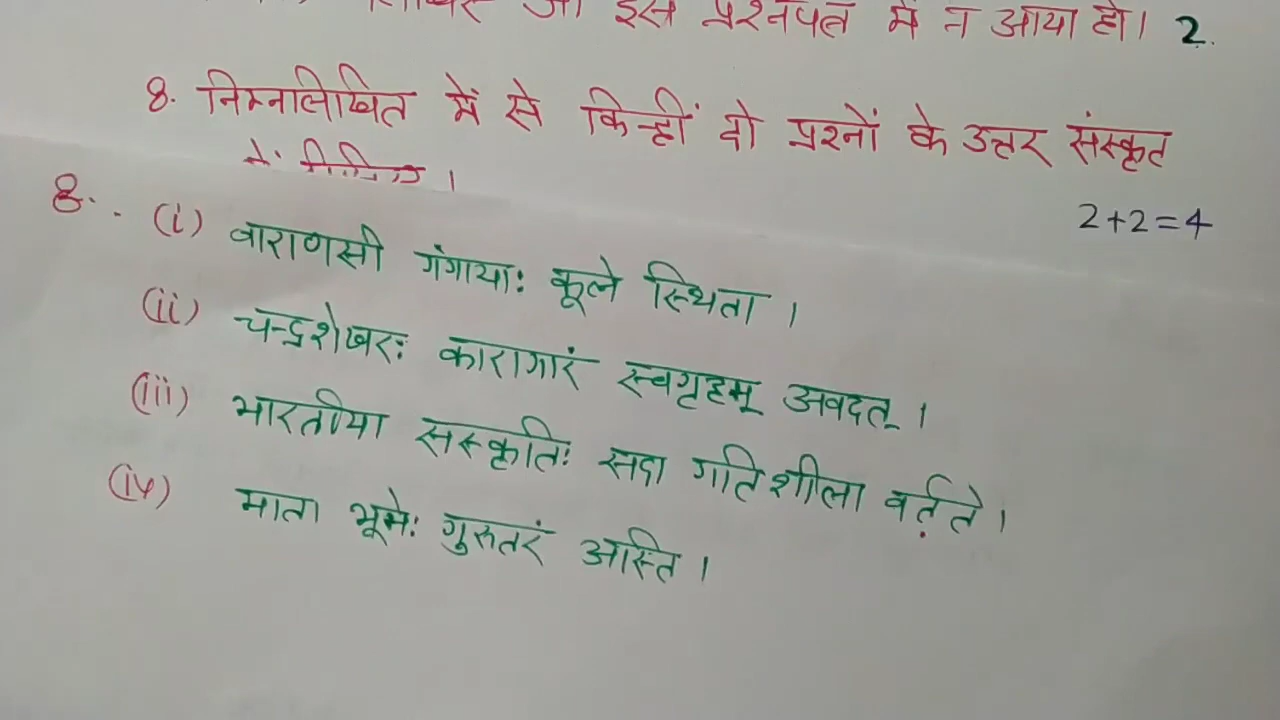 जो इस प्रश्नपत्र में न आया हो। 2.
8. निम्नलिखित में से किन्हीं दो प्रश्नों के उत्तर संस्कृत
2+2=4
8. (i) वाराणसी गंगायाः कूले स्थिता ।
(ii) चन्द्रशेखरः कारागारं स्वगृहम् अवदत् ।
(iii) भारतीया संस्कृतिः सदा गतिशीला वर्तते ।
(iv) माता भूमेः गुरुतरं अस्ति ।